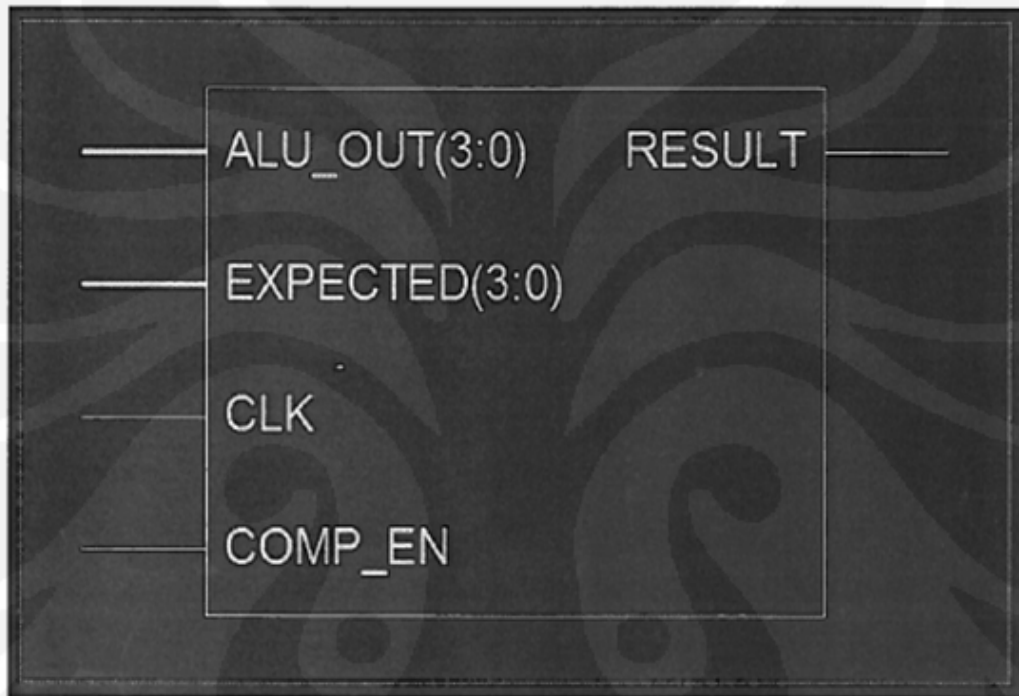 ALU_OUT(3:0) RESULT
EXPECTED(3:0)
CLK
COMP_EN